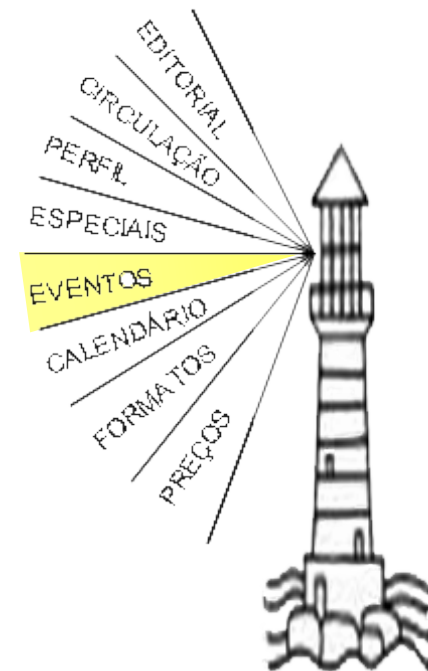 EDITORIAL
CIRCULAÇÃO
PERFIL
ESPECIAIS
EVENTOS
CALENDÁRIO
FORMATOS
PREÇOS